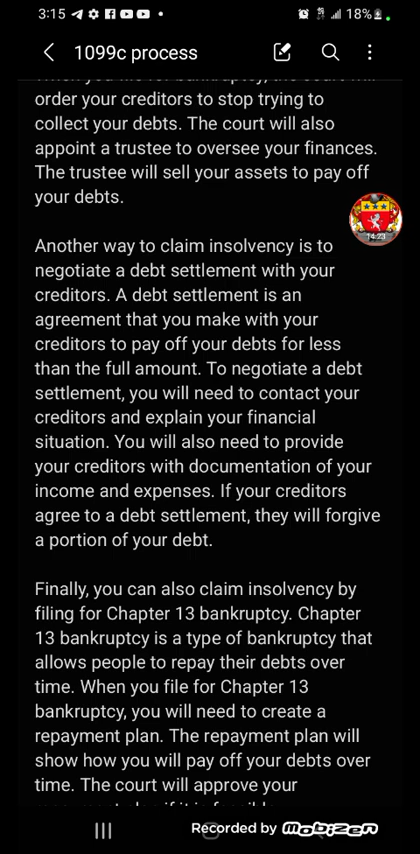 3:15
18%
1099c process
order your creditors to stop trying to
collect your debts. The court will also
appoint a trustee to oversee your finances.
The trustee will sell your assets to pay off
your debts.
14:23
Another way to claim insolvency is to
negotiate a debt settlement with your
creditors. A debt settlement is an
agreement that you make with your
creditors to pay off your debts for less
than the full amount. To negotiate a debt
settlement, you will need to contact your
creditors and explain your financial
situation. You will also need to provide
your creditors with documentation of your
income and expenses. If your creditors
agree to a debt settlement, they will forgive
a portion of your debt.
Finally, you can also claim insolvency by
filing for Chapter 13 bankruptcy. Chapter
13 bankruptcy is a type of bankruptcy that
allows people to repay their debts over
time. When you file for Chapter 13
bankruptcy, you will need to create a
repayment plan. The repayment plan will
show how you will pay off your debts over
time. The court will approve your
Recorded by Mobizen